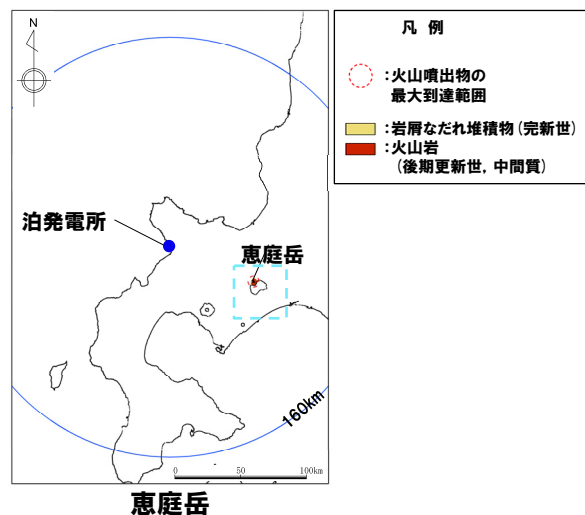 N
泊発電所
恵庭岳
160km
0 50 100km
恵庭岳
凡 例
:火山噴出物の
最大到達範囲
:岩屑なだれ堆積物(完新世)
:火山岩
(後期更新世, 中間質)